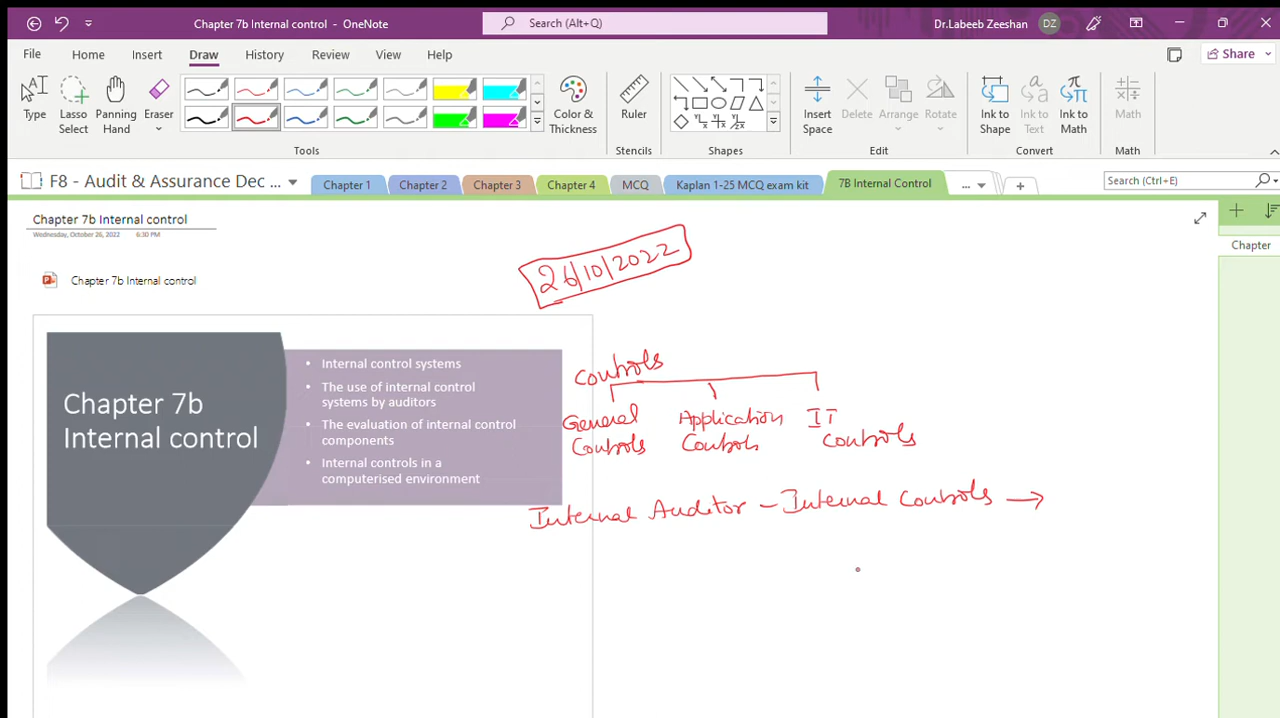 Chapter 7b Internal control - OneNote
Search (Alt+Q)
Dr.Labeeb Zeeshan
DZ
File Home Insert Draw History Review View Help
Share
Type
Lasso Select
Panning Hand
Eraser
Color & Thickness
Ruler
Insert Space
Delete
Arrange
Rotate
Ink to Shape
Ink to Text
Ink to Math
Math
Tools
Stencils
Shapes
Edit
Convert
Math
F8 - Audit & Assurance Dec ...
Chapter 1
Chapter 2
Chapter 3
Chapter 4
MCQ
Kaplan 1-25 MCQ exam kit
7B Internal Control
...
Search (Ctrl+E)
Chapter 7b Internal control
Wednesday, October 26, 2022 6:30 PM
Chapter
26/10/2022
Chapter 7b Internal control
Chapter 7b
Internal control
• Internal control systems
• The use of internal control
systems by auditors
• The evaluation of internal control
components
• Internal controls in a
computerised environment
Controls
General Controls
Application Controls
IT Controls
Internal Auditor – Internal Controls →